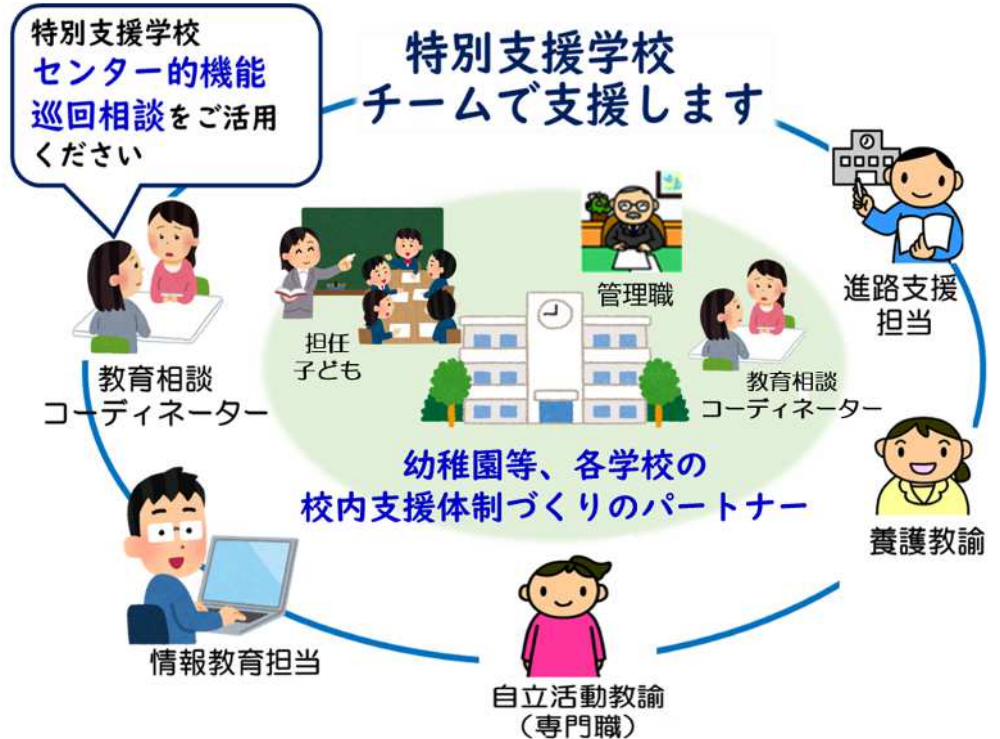 特別支援学校
センター的機能
巡回相談をご活用
ください
特別支援学校
チームで支援します
進路支援
担当
管理職
担任
子ども
教育相談
コーディネーター
教育相談
コーディネーター
幼稚園等、各学校の
校内支援体制づくりのパートナー
養護教諭
情報教育担当
自立活動教諭
(専門職)